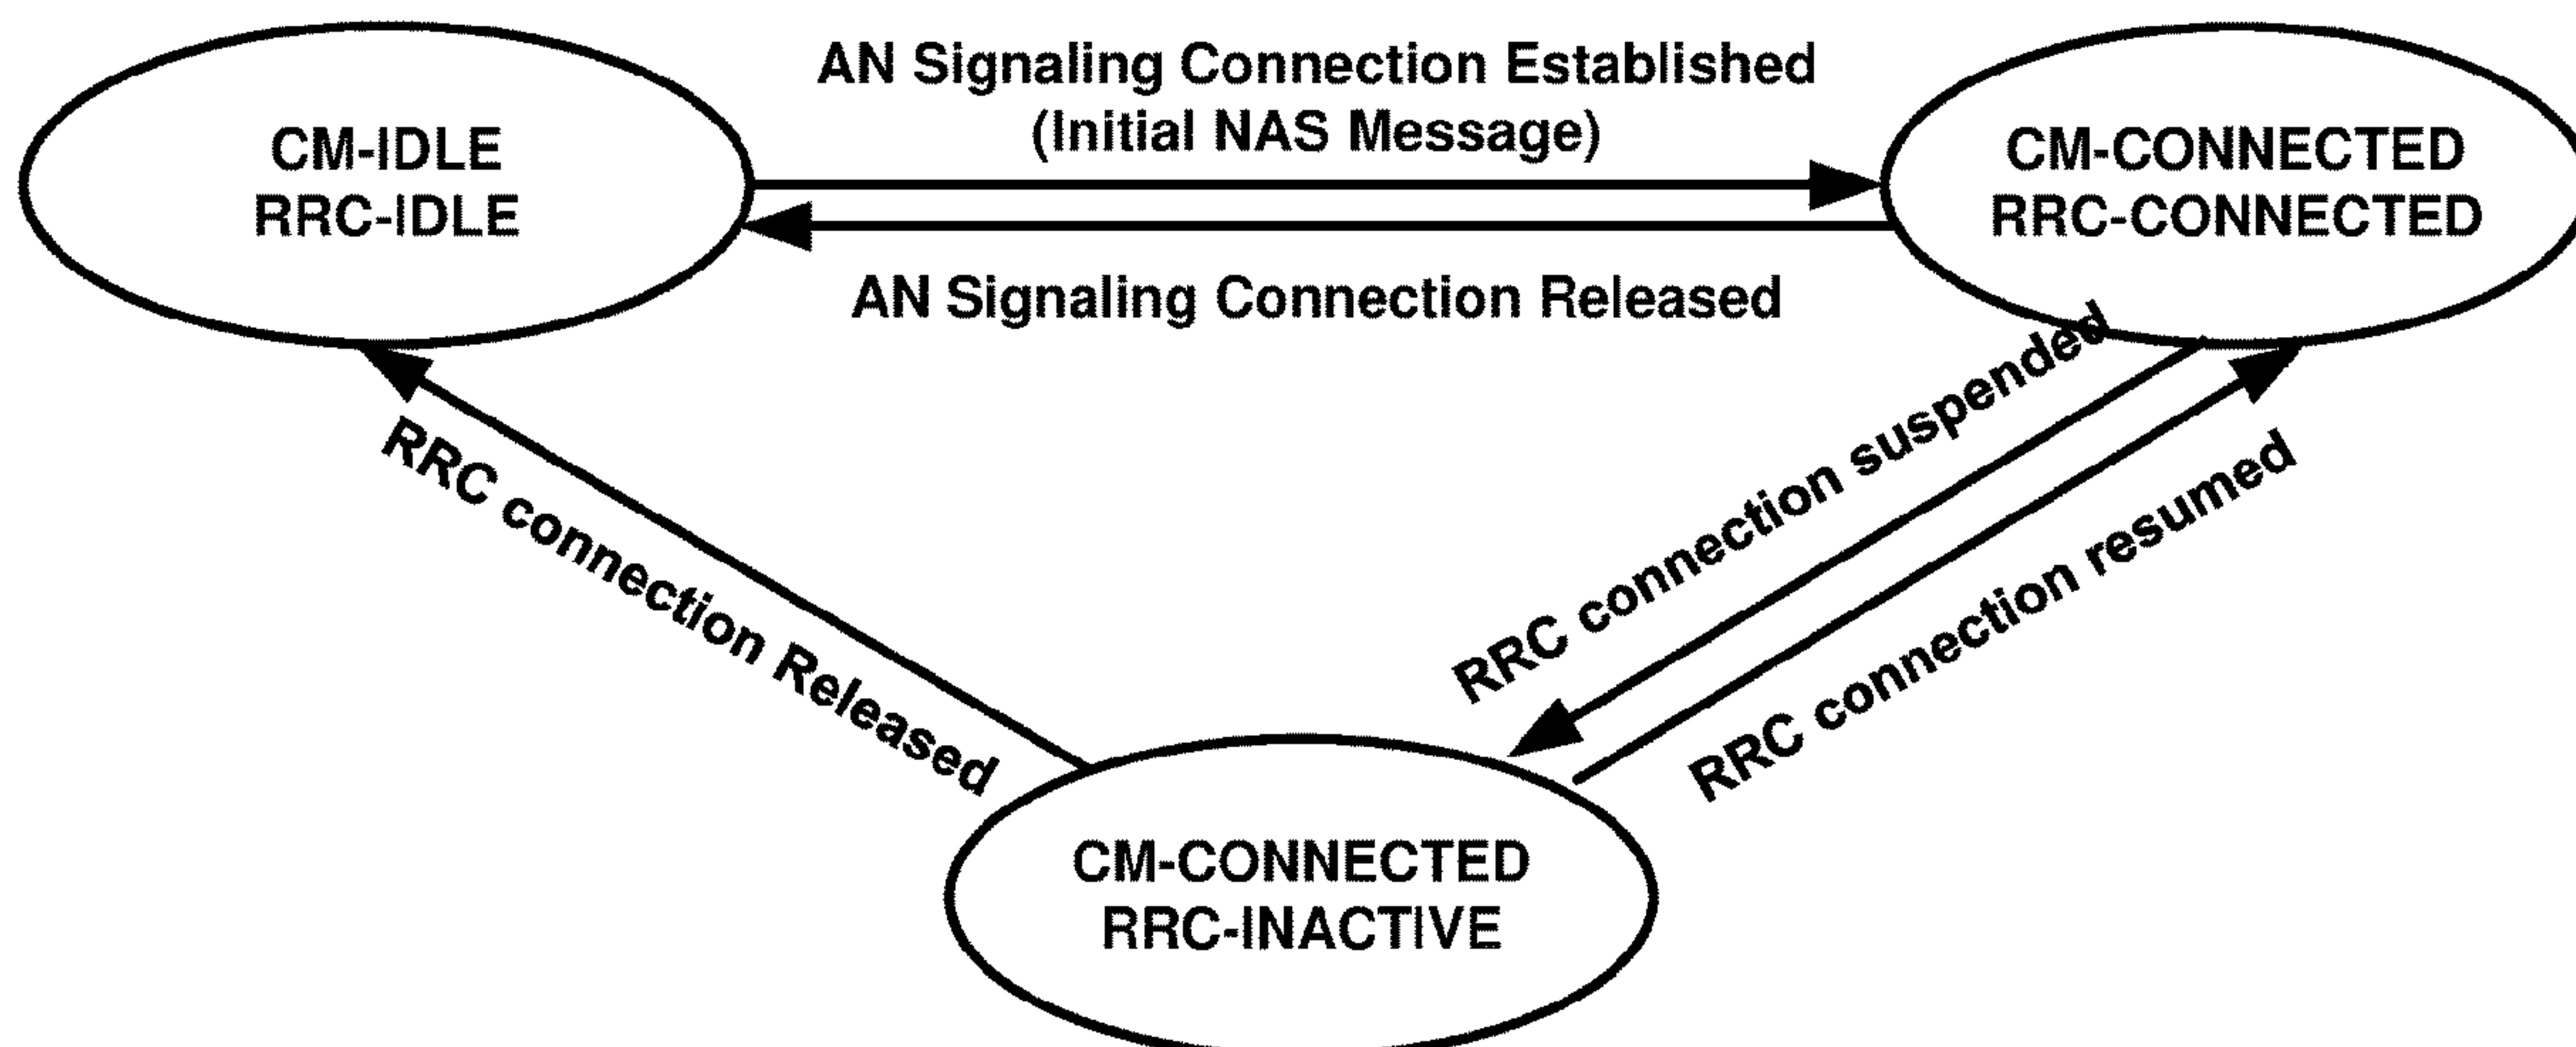 AN Signaling Connection Established
(Initial NAS Message)
CM-IDLE
RRC-IDLE
CM-CONNECTED
RRC-CONNECTED
AN Signaling Connection Released
RRC connection suspended
RRC connection Released
RRC connection resumed
CM-CONNECTED
RRC-INACTIVE